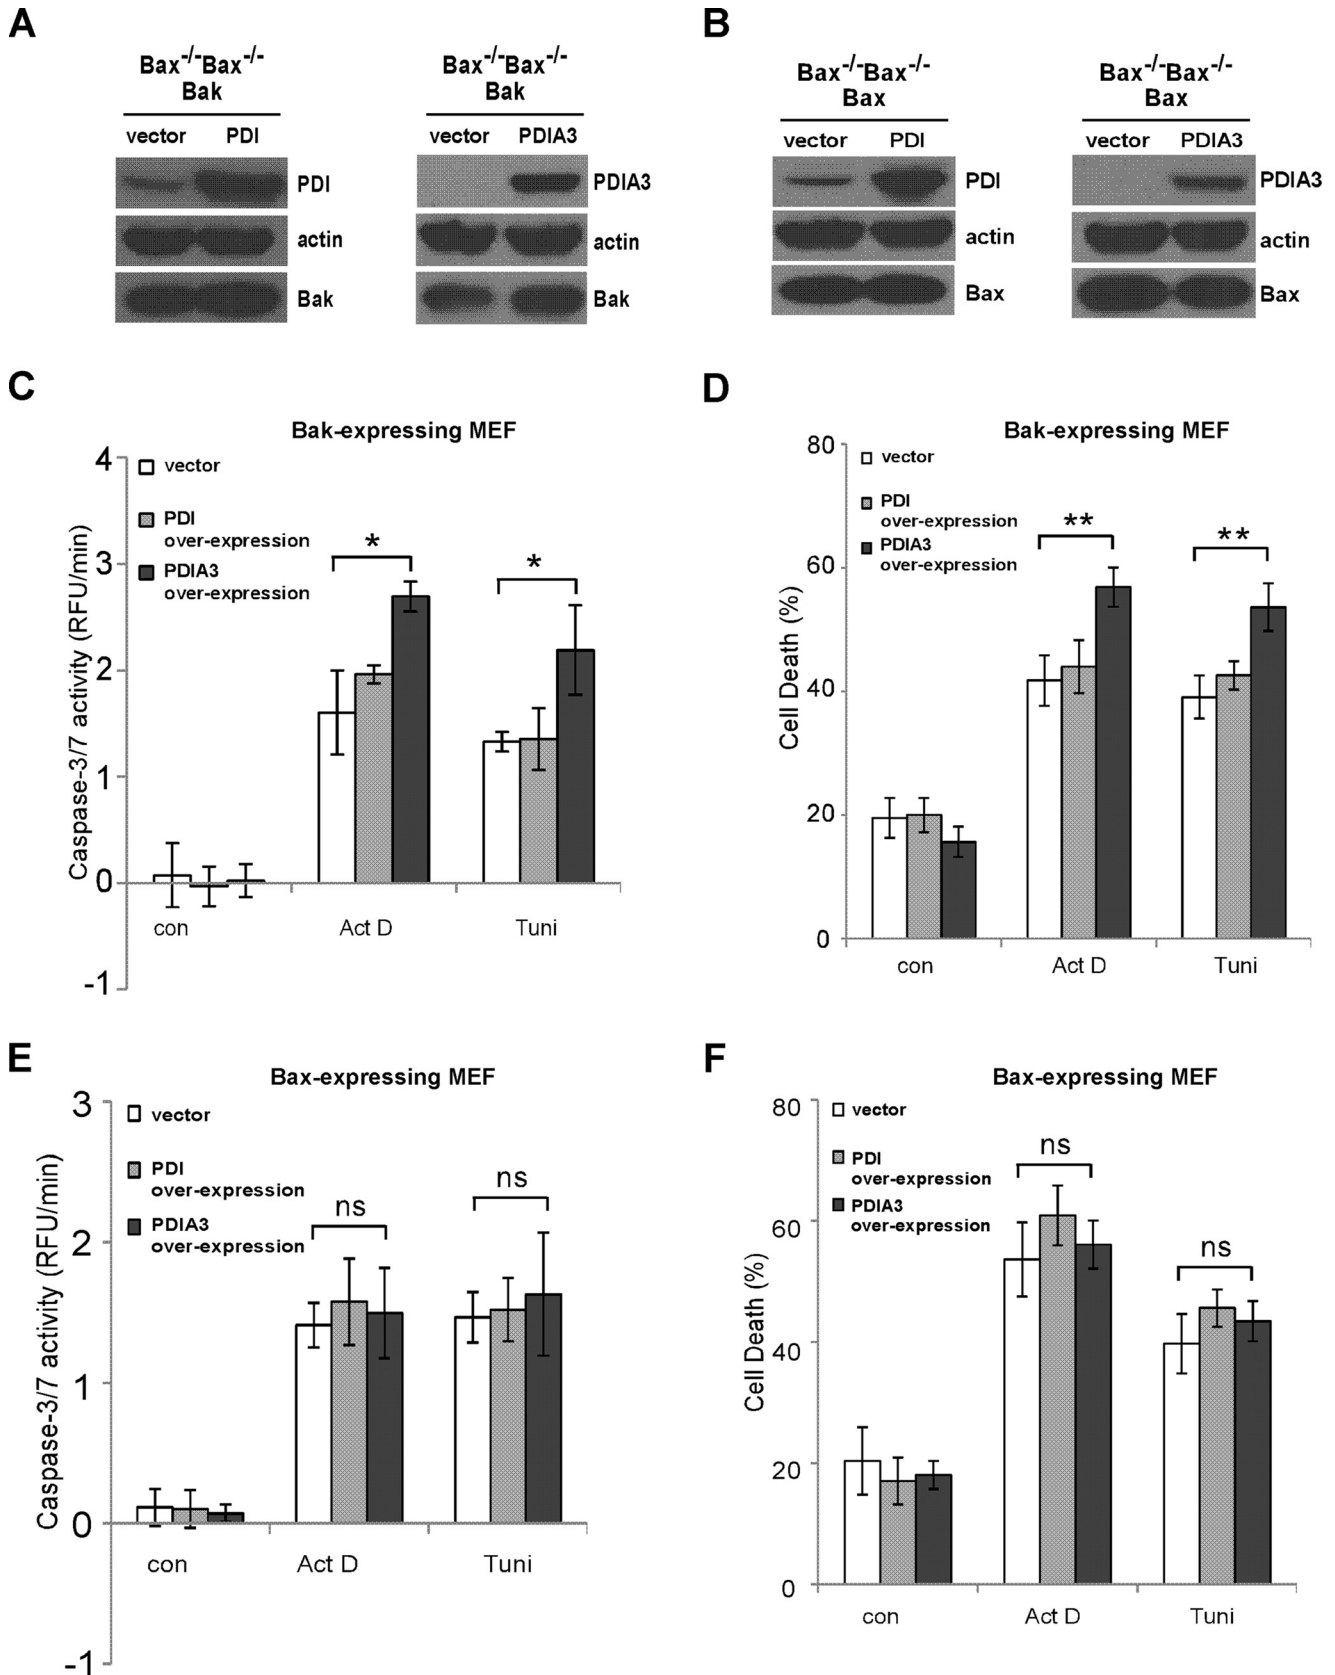 A
Bax-/-Bax-/-
Bak
vector PDI
PDI
actin
Bak
Bax-/-Bax-/-
Bak
vector PDIA3
PDIA3
actin
Bak
B
Bax-/-Bax-/-
Bax
vector PDI
PDI
actin
Bax
Bax-/-Bax-/-
Bax
vector PDIA3
PDIA3
actin
Bax
C
Bak-expressing MEF
Caspase-3/7 activity (RFU/min)
4
3
2
1
0
-1
vector
PDI
over-expression
PDIA3
over-expression
*
*
con Act D Tuni
D
Bak-expressing MEF
Cell Death (%)
80
60
40
20
0
vector
PDI
over-expression
PDIA3
over-expression
**
**
con Act D Tuni
E
Bax-expressing MEF
Caspase-3/7 activity (RFU/min)
3
2
1
0
-1
vector
PDI
over-expression
PDIA3
over-expression
ns
ns
con Act D Tuni
F
Bax-expressing MEF
Cell Death (%)
80
60
40
20
0
vector
PDI
over-expression
PDIA3
over-expression
ns
ns
con Act D Tuni